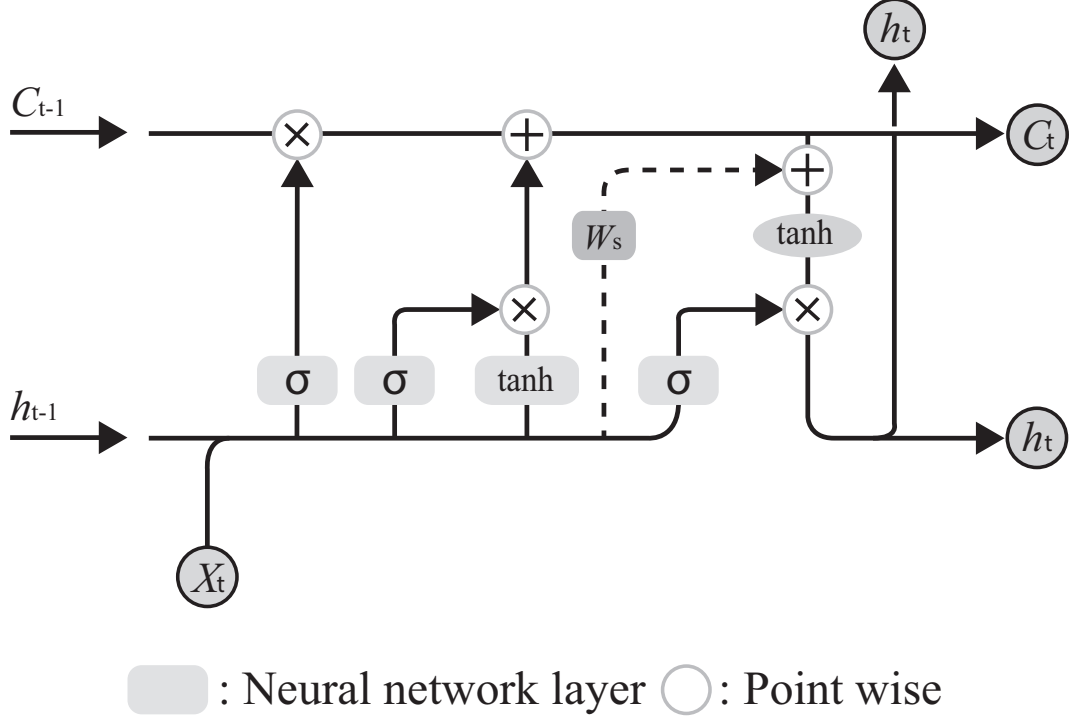 ht
Ct-1
×
+
Ct
+
Ws
tanh
×
×
σ
σ
tanh
σ
ht-1
ht
Xt
: Neural network layer : Point wise